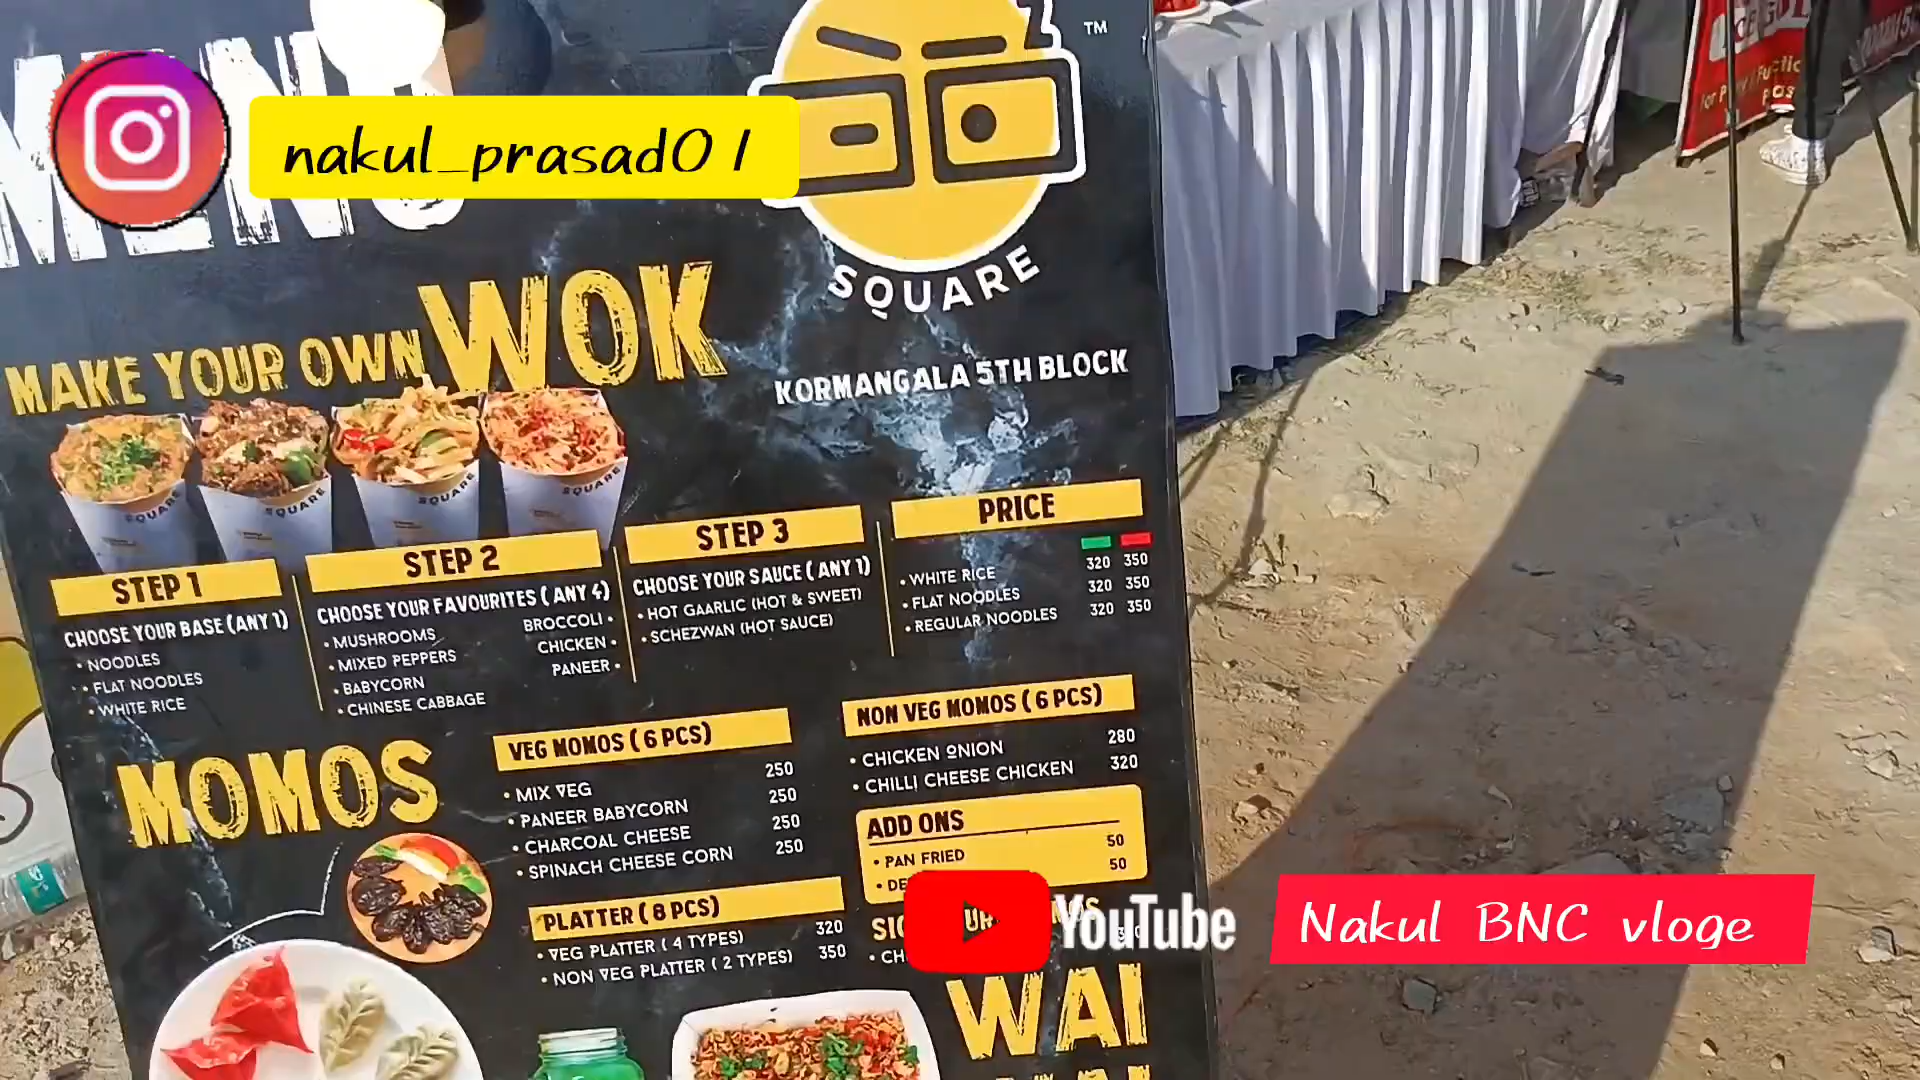 MENU
nakul_prasad01
Z
TM
SQUARE
MAKE YOUR OWN WOK
KORMANGALA 5TH BLOCK
SQUARE
SQUARE
SQUARE
SQUARE
STEP 1
CHOOSE YOUR BASE (ANY 1)
• NOODLES
• FLAT NOODLES
• WHITE RICE
STEP 2
CHOOSE YOUR FAVOURITES ( ANY 4)
• MUSHROOMS
• MIXED PEPPERS
• BABYCORN
• CHINESE CABBAGE
BROCCOLI •
CHICKEN •
PANEER •
STEP 3
CHOOSE YOUR SAUCE ( ANY 1)
• HOT GAARLIC (HOT & SWEET)
• SCHEZWAN (HOT SAUCE)
PRICE
• WHITE RICE 320 350
• FLAT NOODLES 320 350
• REGULAR NOODLES 320 350
MOMOS
VEG MOMOS ( 6 PCS)
• MIX VEG 250
• PANEER BABYCORN 250
• CHARCOAL CHEESE 250
• SPINACH CHEESE CORN 250
NON VEG MOMOS ( 6 PCS)
• CHICKEN ONION 280
• CHILLI CHEESE CHICKEN 320
ADD ONS
• PAN FRIED 50
50
PLATTER ( 8 PCS)
• VEG PLATTER ( 4 TYPES) 320
• NON VEG PLATTER ( 2 TYPES) 350
WAI
YouTube
Nakul BNC vloge